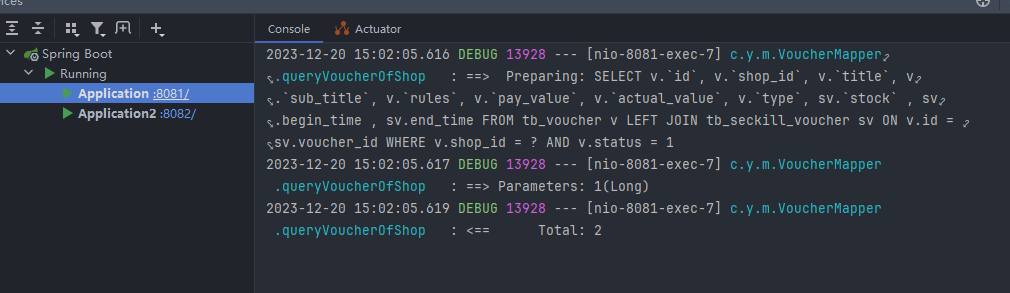 ices
Console
Actuator
Spring Boot
Running
Application :8081/
Application2 :8082/
2023-12-20 15:02:05.616 DEBUG 13928 --- [nio-8081-exec-7] c.y.m.VoucherMapper
.queryVoucherOfShop   : ==>  Preparing: SELECT v.`id`, v.`shop_id`, v.`title`, v
.`sub_title`, v.`rules`, v.`pay_value`, v.`actual_value`, v.`type`, sv.`stock` , sv
.begin_time , sv.end_time FROM tb_voucher v LEFT JOIN tb_seckill_voucher sv ON v.id =
sv.voucher_id WHERE v.shop_id = ? AND v.status = 1
2023-12-20 15:02:05.617 DEBUG 13928 --- [nio-8081-exec-7] c.y.m.VoucherMapper
.queryVoucherOfShop   : ==> Parameters: 1(Long)
2023-12-20 15:02:05.619 DEBUG 13928 --- [nio-8081-exec-7] c.y.m.VoucherMapper
.queryVoucherOfShop   : <==      Total: 2